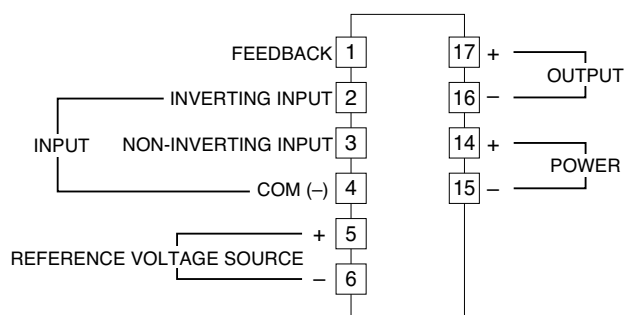 FEEDBACK 1 17 +
OUTPUT
INVERTING INPUT 2 16 –
INPUT NON-INVERTING INPUT 3 14 +
POWER
COM (–) 4 15 –
+ 5
REFERENCE VOLTAGE SOURCE
– 6